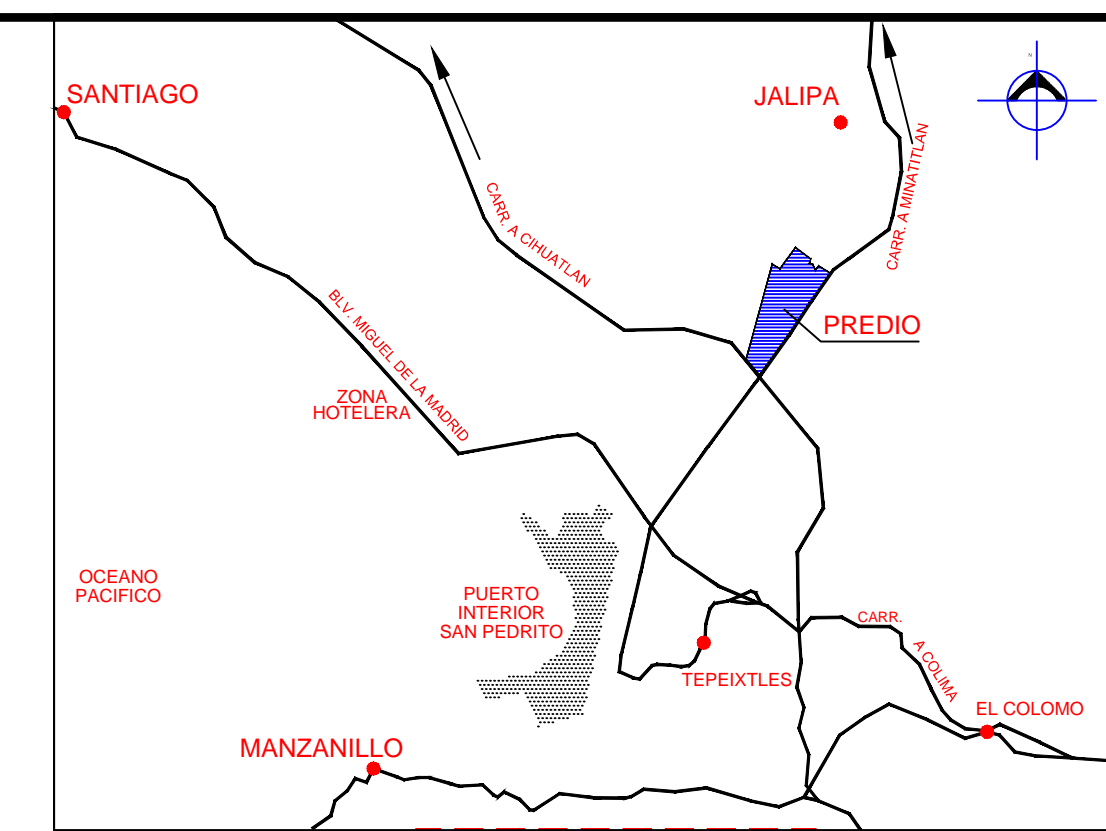 N
SANTIAGO
JALIPA
CARR. A CIHUATLAN
CARR. A MINATITLAN
PREDIO
BLV. MIGUEL DE LA MADRID
ZONA
HOTELERA
OCEANO
PACIFICO
PUERTO
INTERIOR
SAN PEDRITO
CARR.
A COLIMA
TEPEIXTLES
EL COLOMO
MANZANILLO